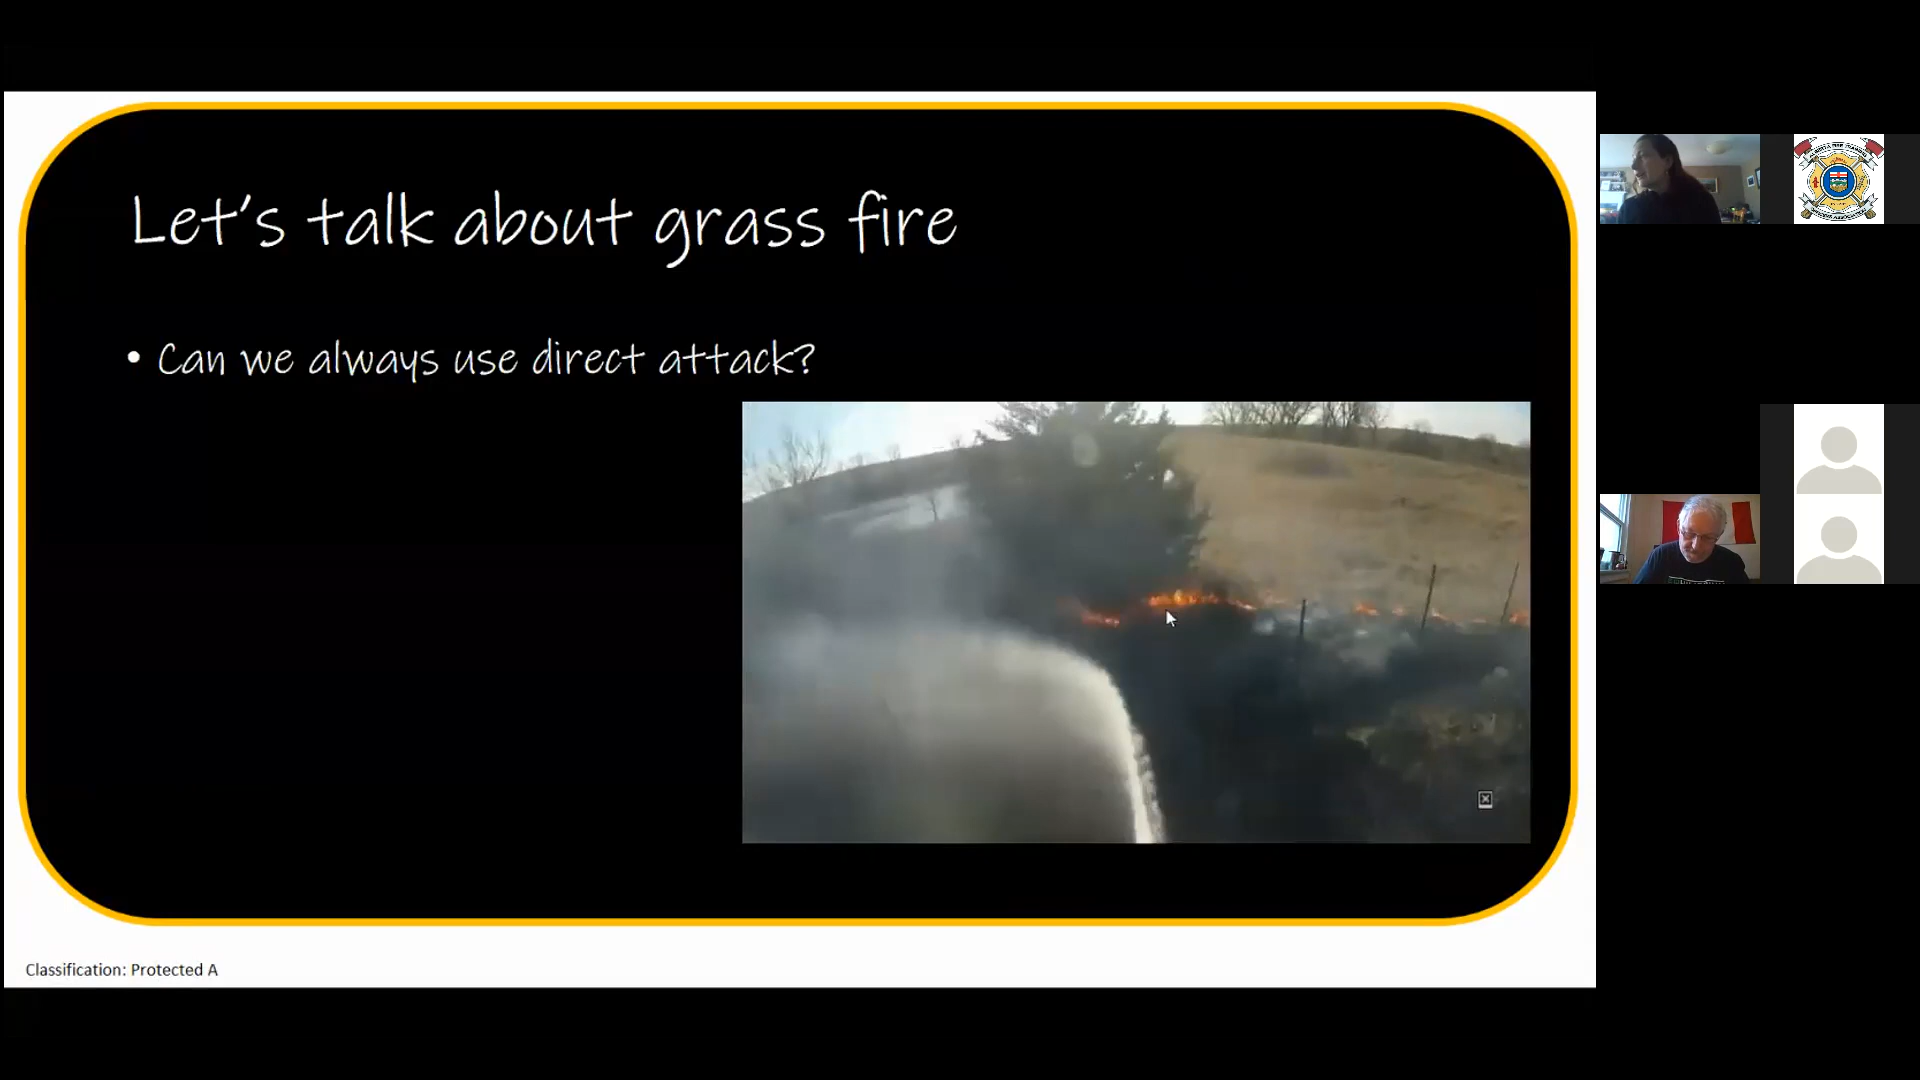 Let's talk about grass fire
• Can we always use direct attack?
Classification: Protected A